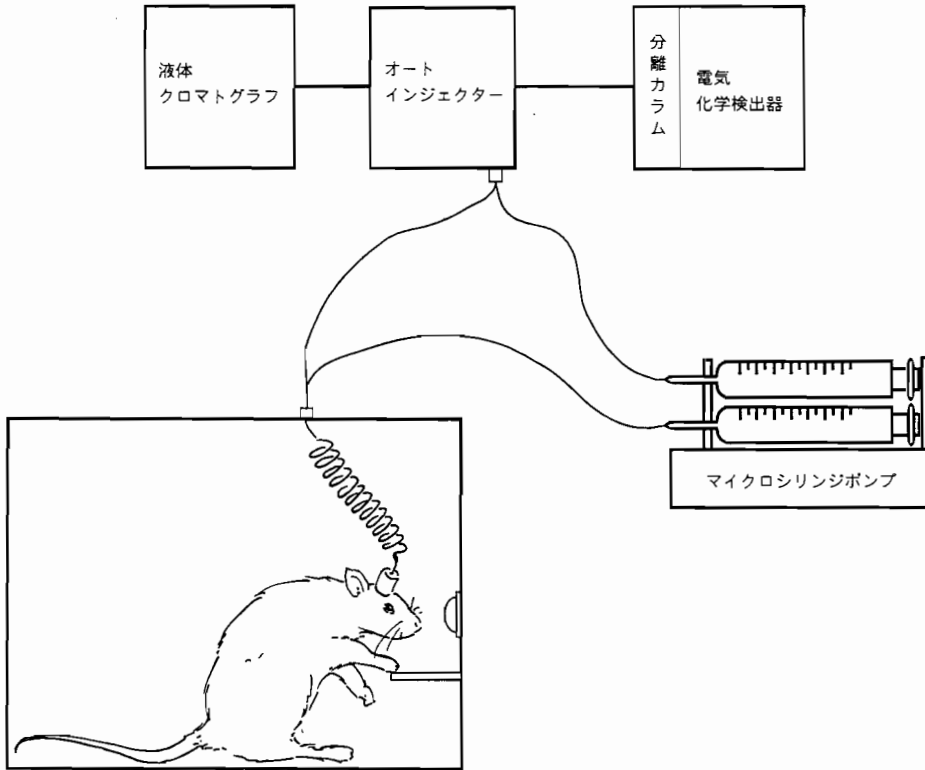 液体
クロマトグラフ
オート
インジェクター
分離カラム
電気
化学検出器
マイクロシリンジポンプ